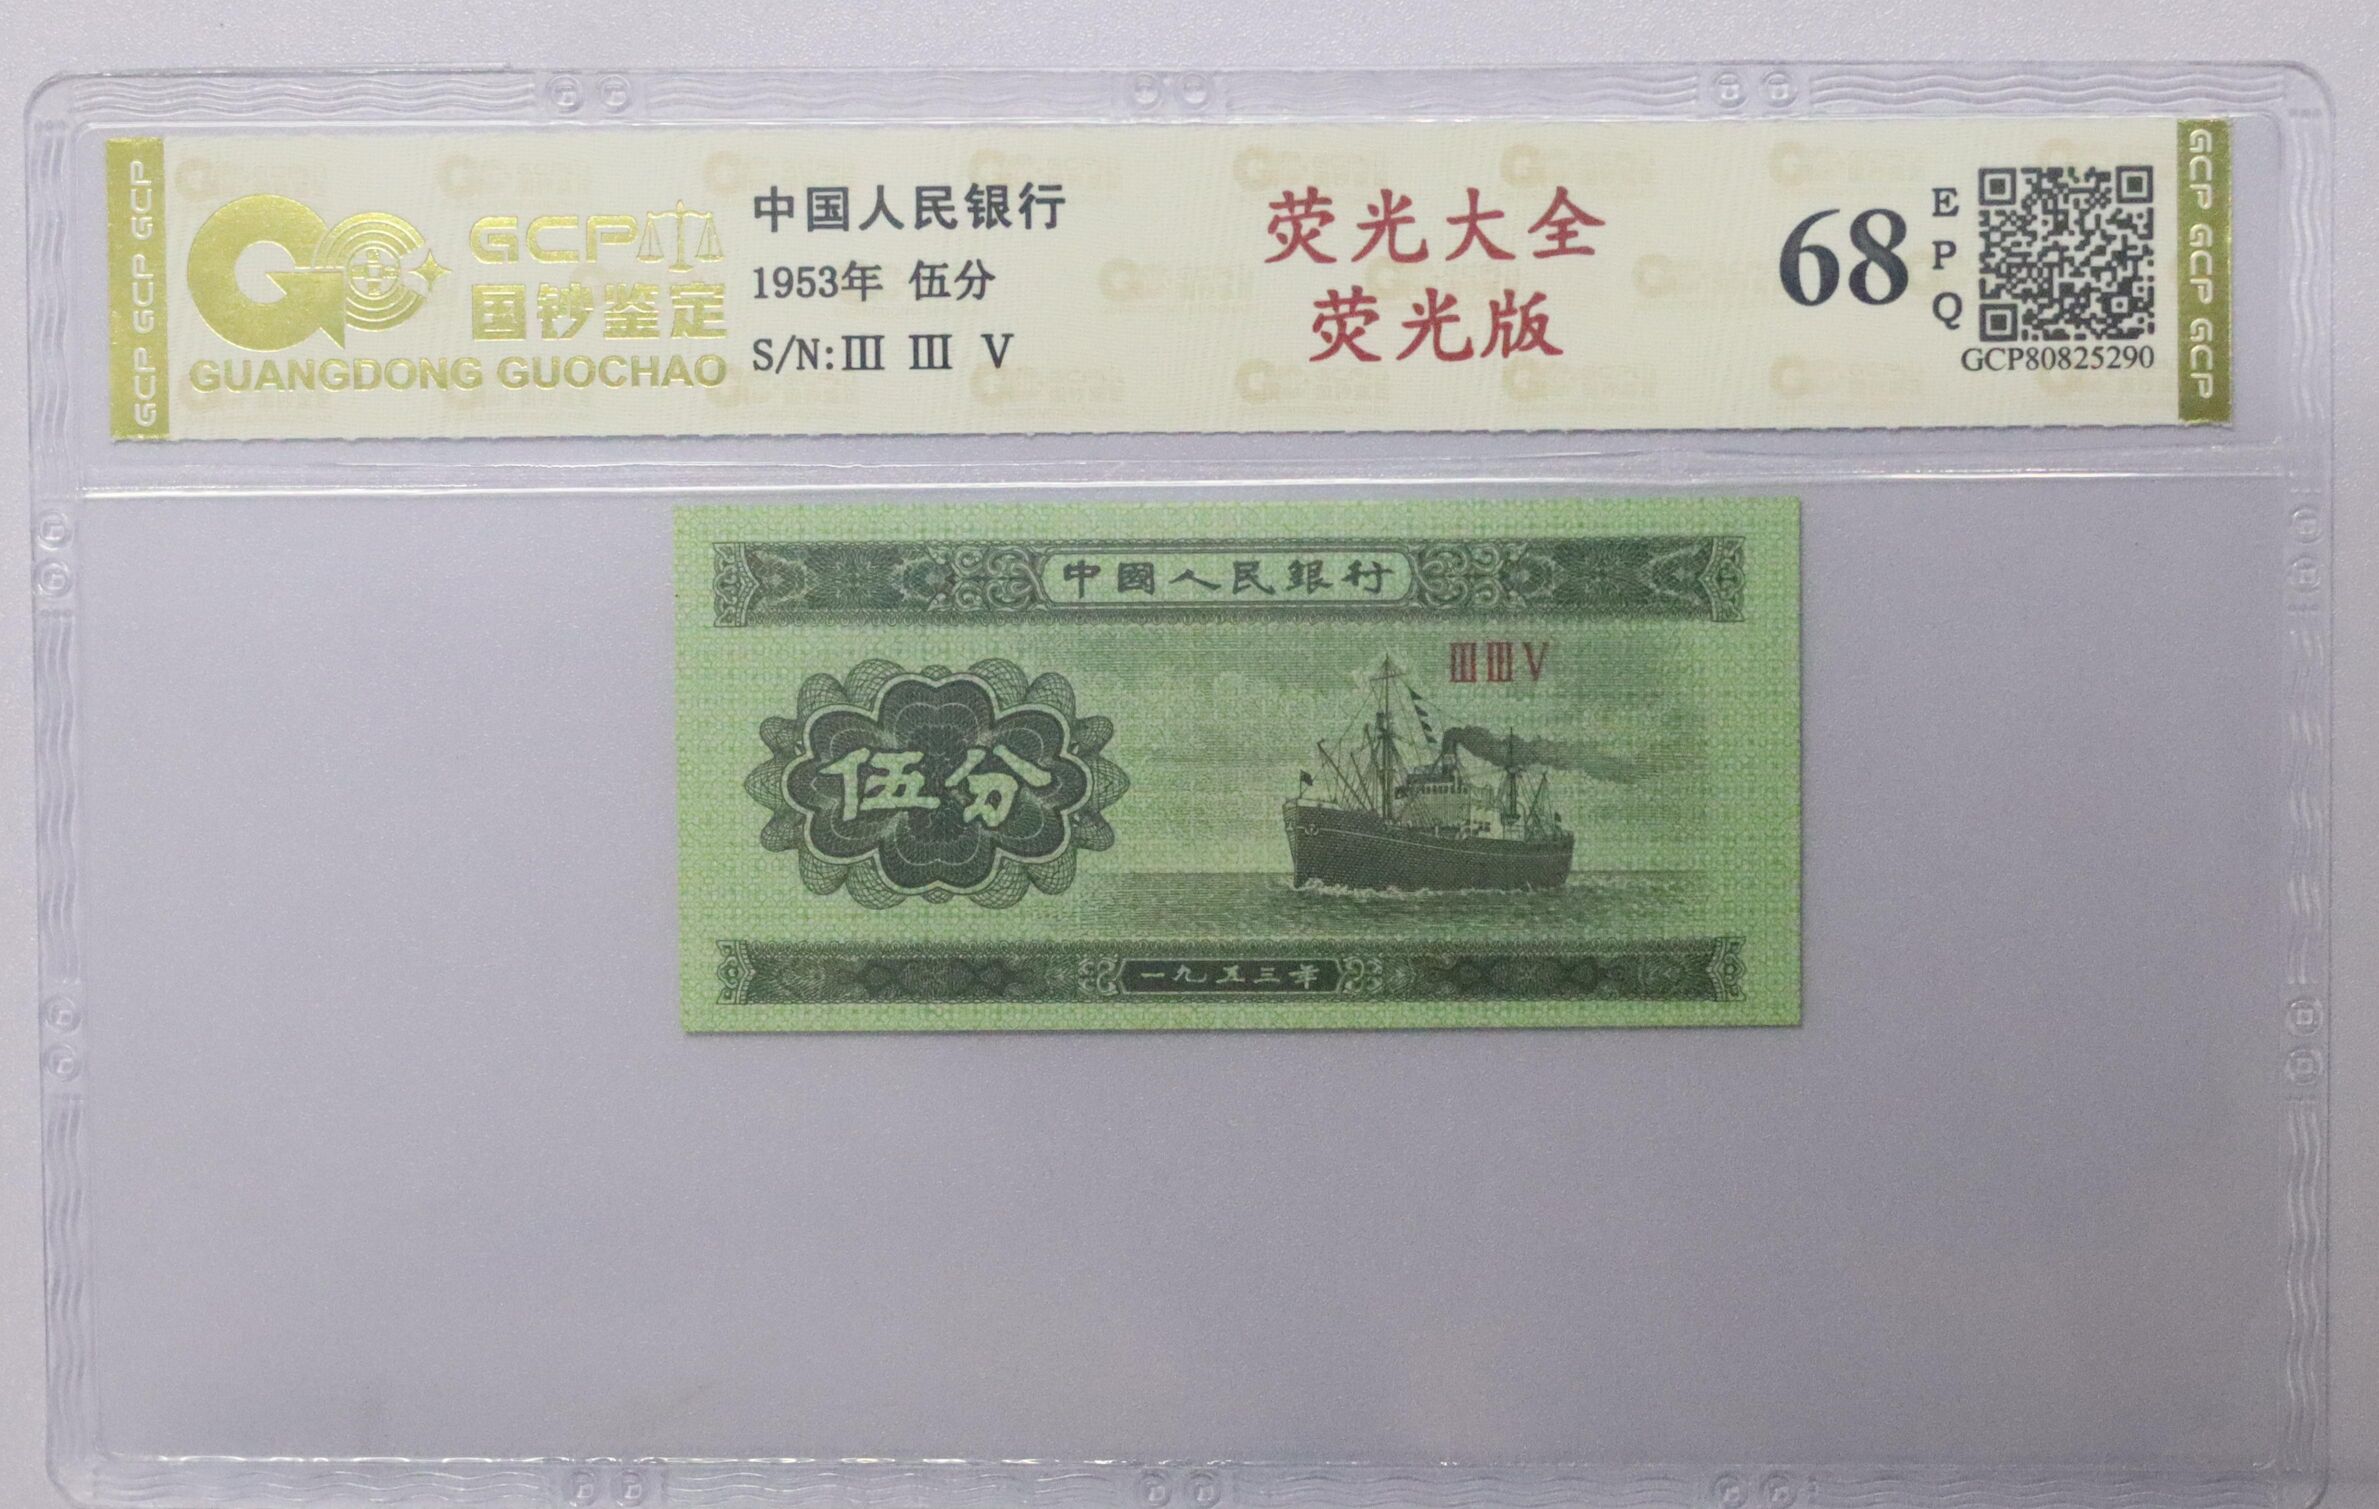 GCP GCP GCP
GCP
国钞鉴定
GUANGDONG GUOCHAO
中国人民银行
1953年 伍分
S/N:Ⅲ Ⅲ Ⅴ
荧光大全
荧光版
68
EPQ
GCP80825290
GCP GCP GCP
中國人民銀行
ⅢⅢⅤ
伍分
一九五三年